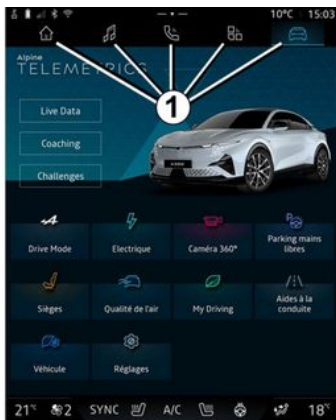 10°C 15:03
Alpine
TELEMETRICS
1
Live Data
Coaching
Challenges
Drive Mode
Electrique
Caméra 360°
Parking mains
libres
Sièges
Qualité de l'air
My Driving
Aides à la
conduite
Véhicule
Réglages
21°C 2 SYNC A/C 18°C